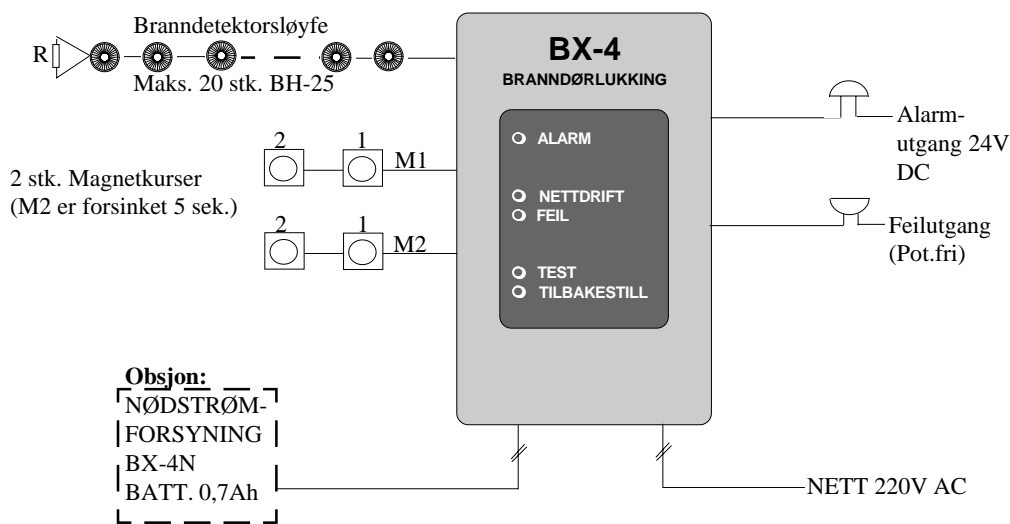 Branndetektorsløyfe
R
Maks. 20 stk. BH-25
BX-4
BRANNDØRLUKKING
ALARM
NETTDRIFT
FEIL
TEST
TILBAKESTILL
2 1
M1
2 stk. Magnetkurser
(M2 er forsinket 5 sek.)
2 1
M2
Alarm-
utgang 24V
DC
Feilutgang
(Pot.fri)
Obsjon:
NØDSTRØM-
FORSYNING
BX-4N
BATT. 0,7Ah
NETT 220V AC